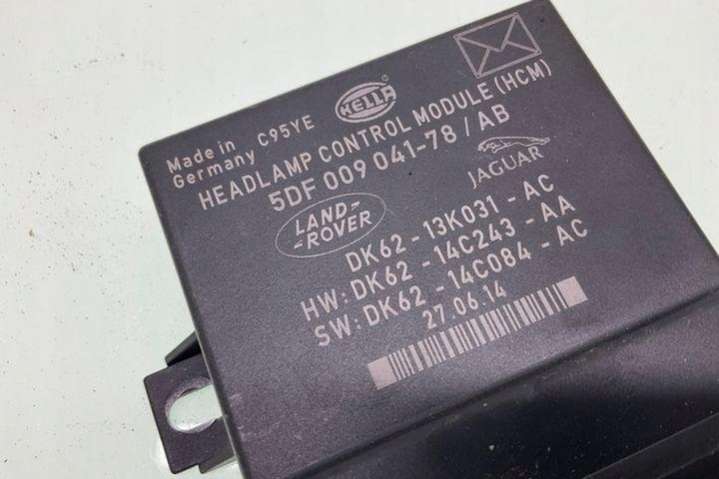 HELLA
Made in
Germany C95YE
HEADLAMP CONTROL MODULE (HCM)
5DF 009 041-78 / AB
LAND-
-ROVER
JAGUAR
DK62 - 13K031 - AC
HW: DK62 - 14C243 - AA
SW: DK62 - 14C084 - AC
27.06.14